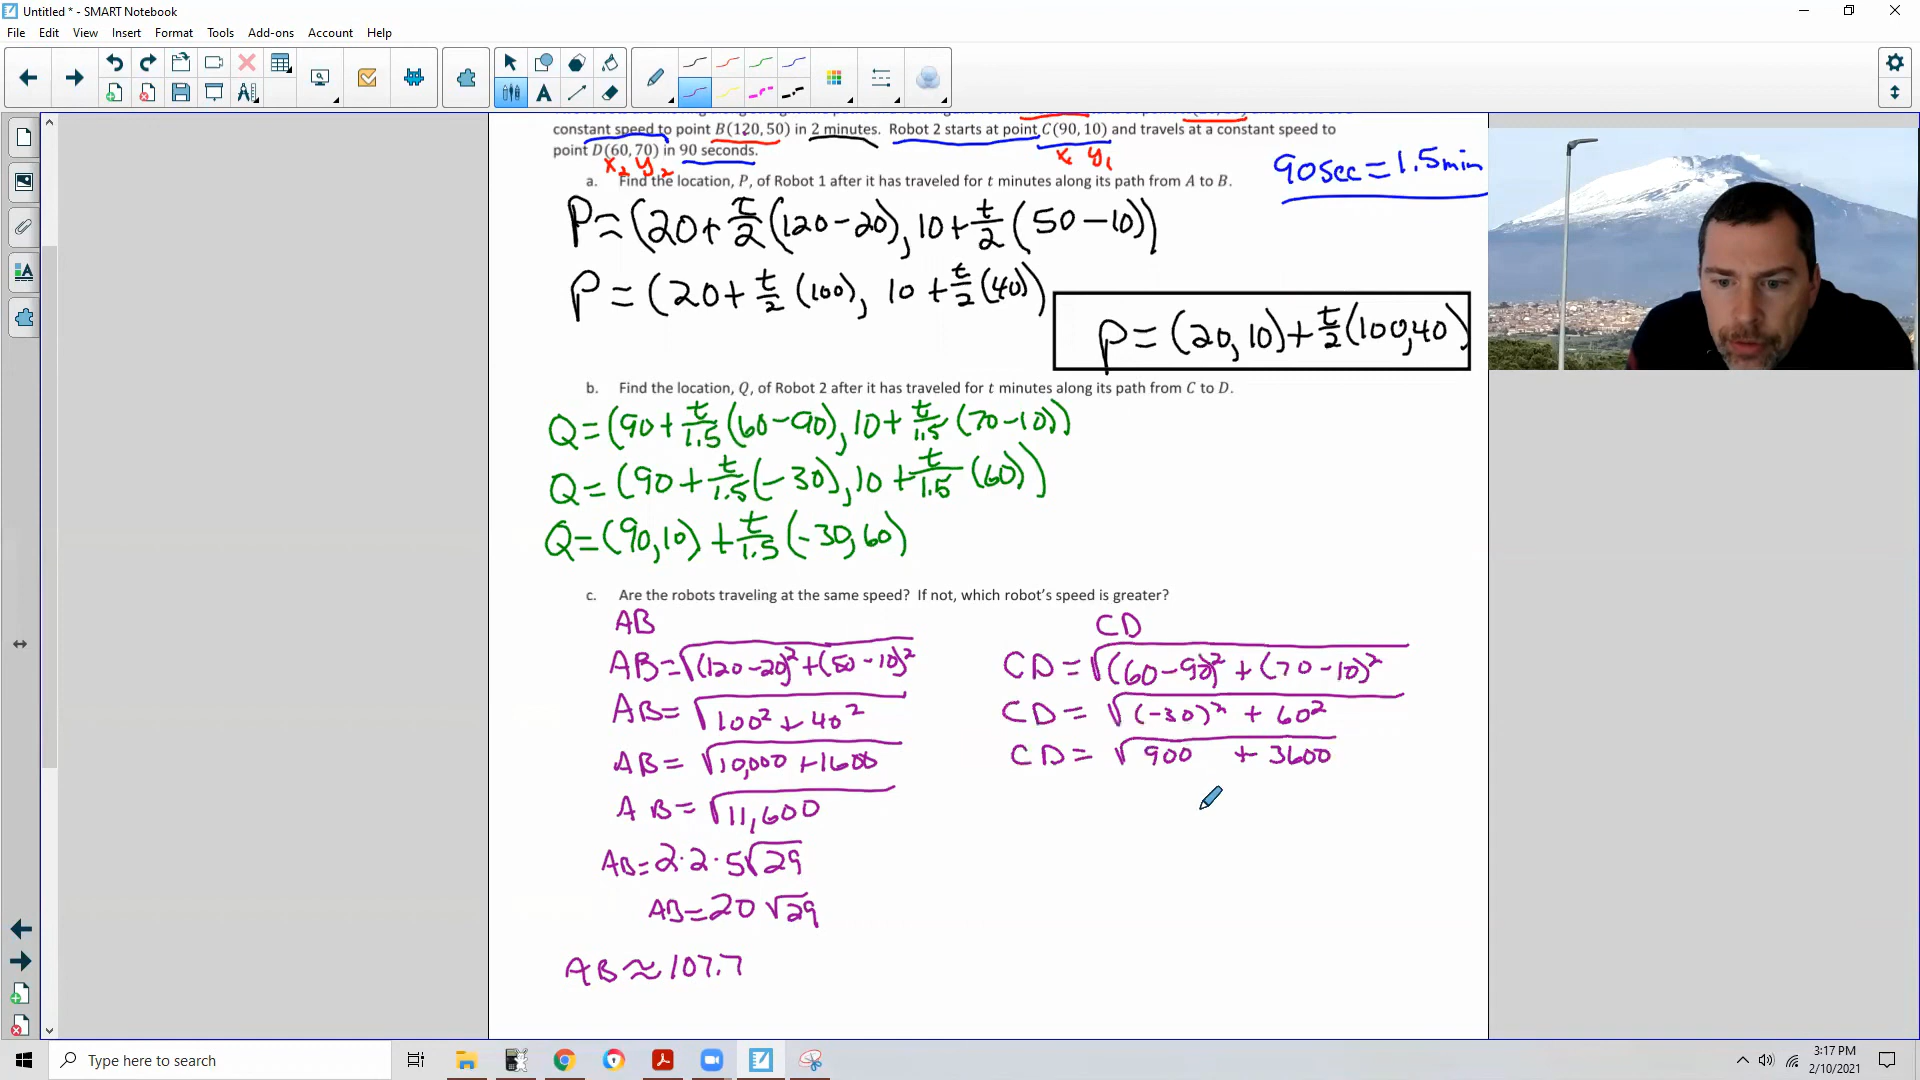 Untitled * - SMART Notebook
File Edit View Insert Format Tools Add-ons Account Help
constant speed to point B(120, 50) in 2 minutes. Robot 2 starts at point C(90, 10) and travels at a constant speed to
point D(60, 70) in 90 seconds.
x₂ y₂ x y₁
90sec = 1.5min
a. Find the location, P, of Robot 1 after it has traveled for t minutes along its path from A to B.
P = (20 + t/2 (120-20), 10 + t/2 (50-10))
P = (20 + t/2 (100), 10 + t/2 (40))
P = (20, 10) + t/2 (100, 40)
b. Find the location, Q, of Robot 2 after it has traveled for t minutes along its path from C to D.
Q = (90 + t/1.5 (60-90), 10 + t/1.5 (70-10))
Q = (90 + t/1.5 (-30), 10 + t/1.5 (60))
Q = (90, 10) + t/1.5 (-30, 60)
c. Are the robots traveling at the same speed? If not, which robot's speed is greater?
AB
AB = √(120-20)² + (50-10)²
AB = √100² + 40²
AB = √10,000 + 1600
AB = √11,600
AB = 2·2·5√29
AB = 20√29
AB ≈ 107.7
CD
CD = √(60-90)² + (70-10)²
CD = √(-30)² + 60²
CD = √900 + 3600
Type here to search
3:17 PM
2/10/2021